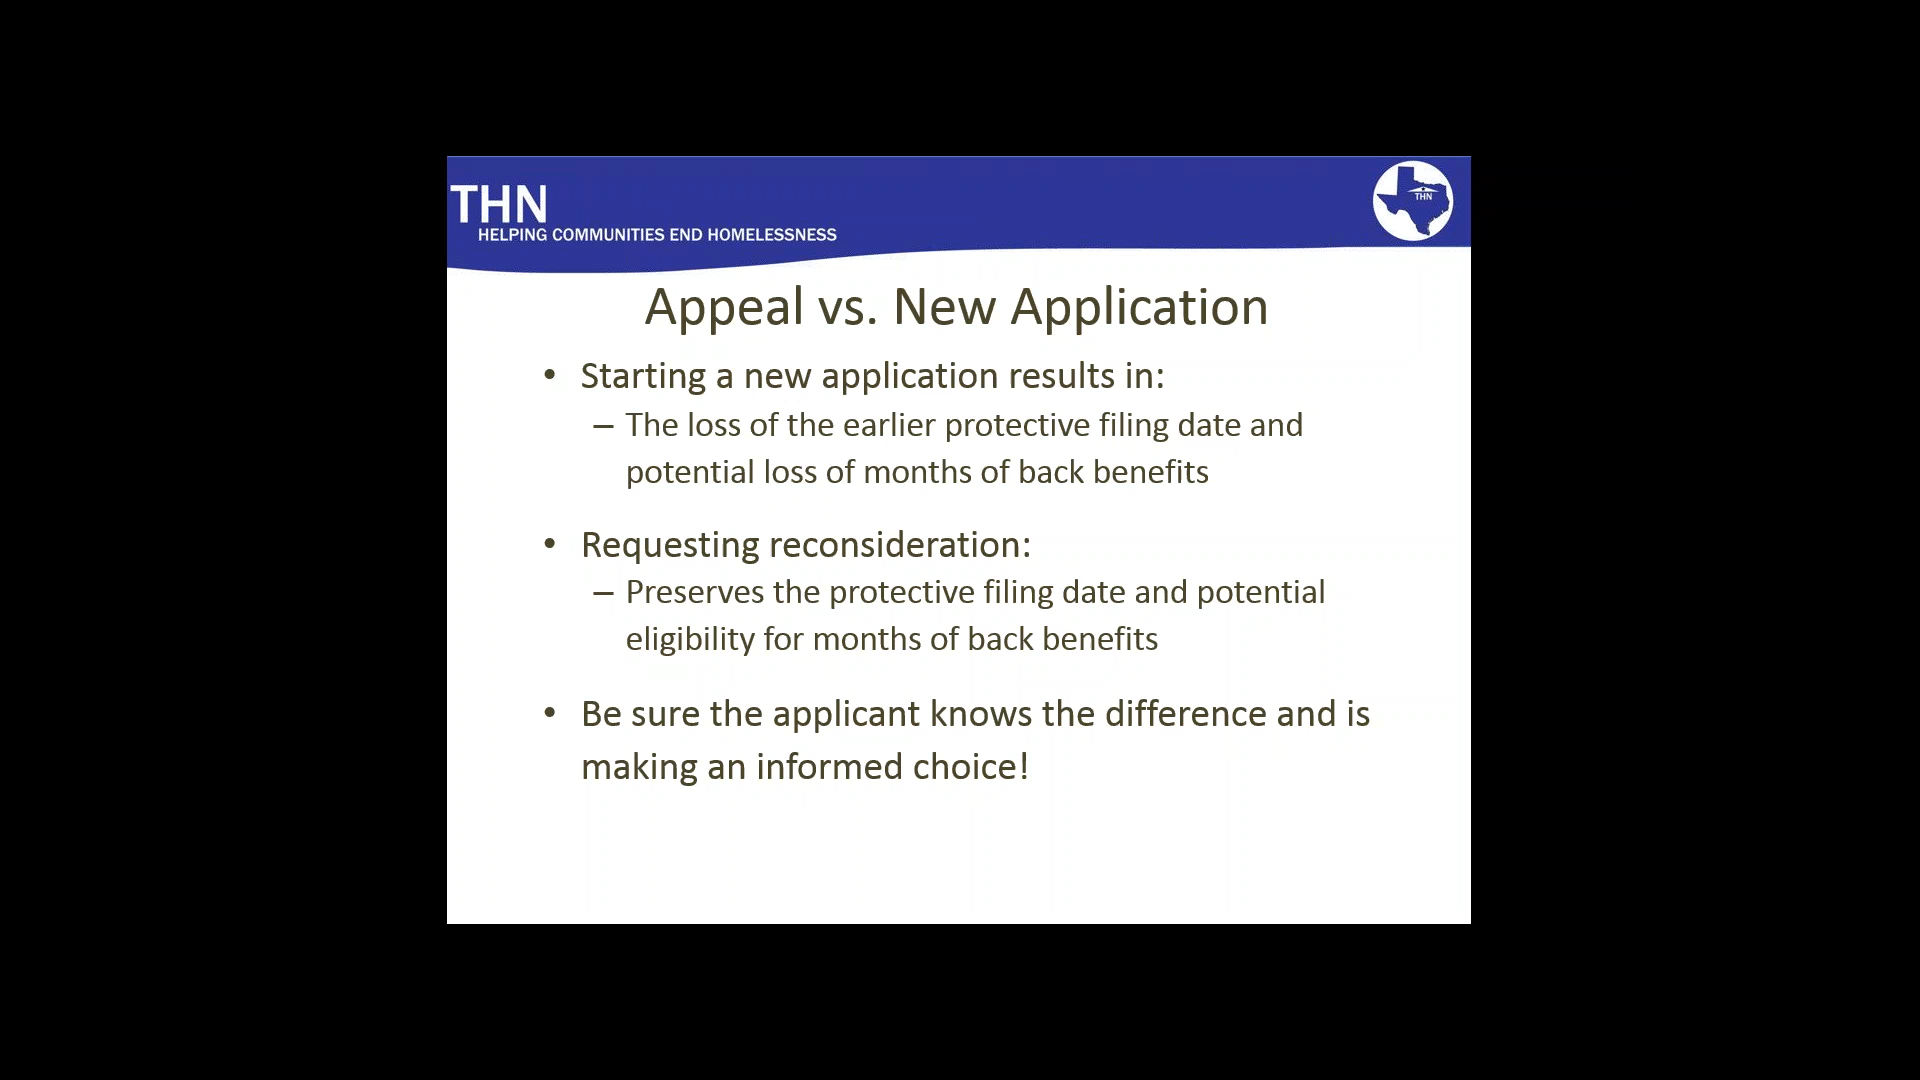 THN
HELPING COMMUNITIES END HOMELESSNESS
THN
Appeal vs. New Application
• Starting a new application results in:
– The loss of the earlier protective filing date and
potential loss of months of back benefits
• Requesting reconsideration:
– Preserves the protective filing date and potential
eligibility for months of back benefits
• Be sure the applicant knows the difference and is
making an informed choice!